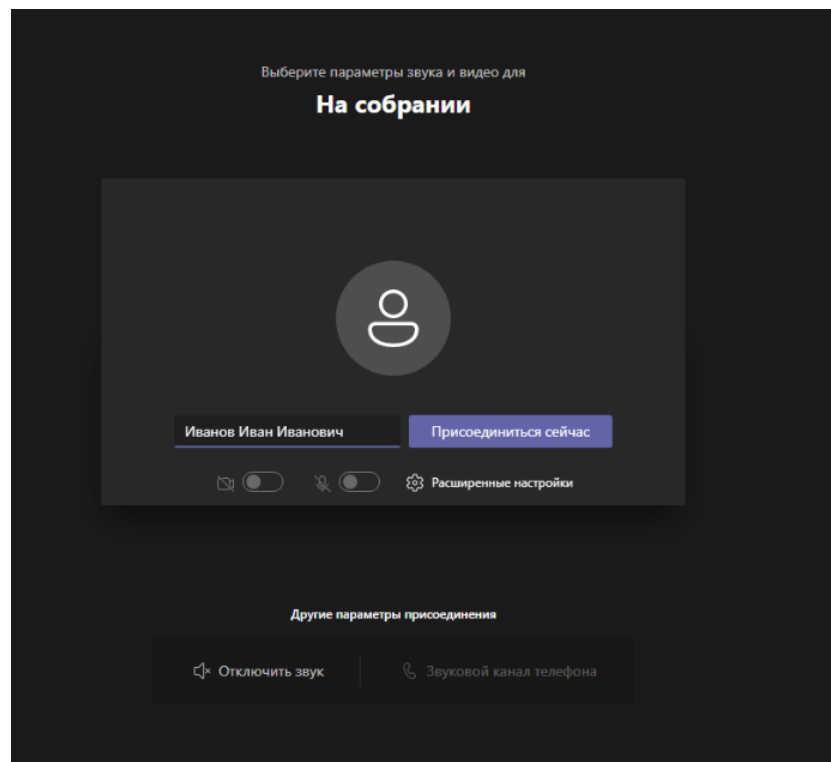 Выберите параметры звука и видео для
На собрании
Иванов Иван Иванович
Присоединиться сейчас
Расширенные настройки
Другие параметры присоединения
Отключить звук
Звуковой канал телефона